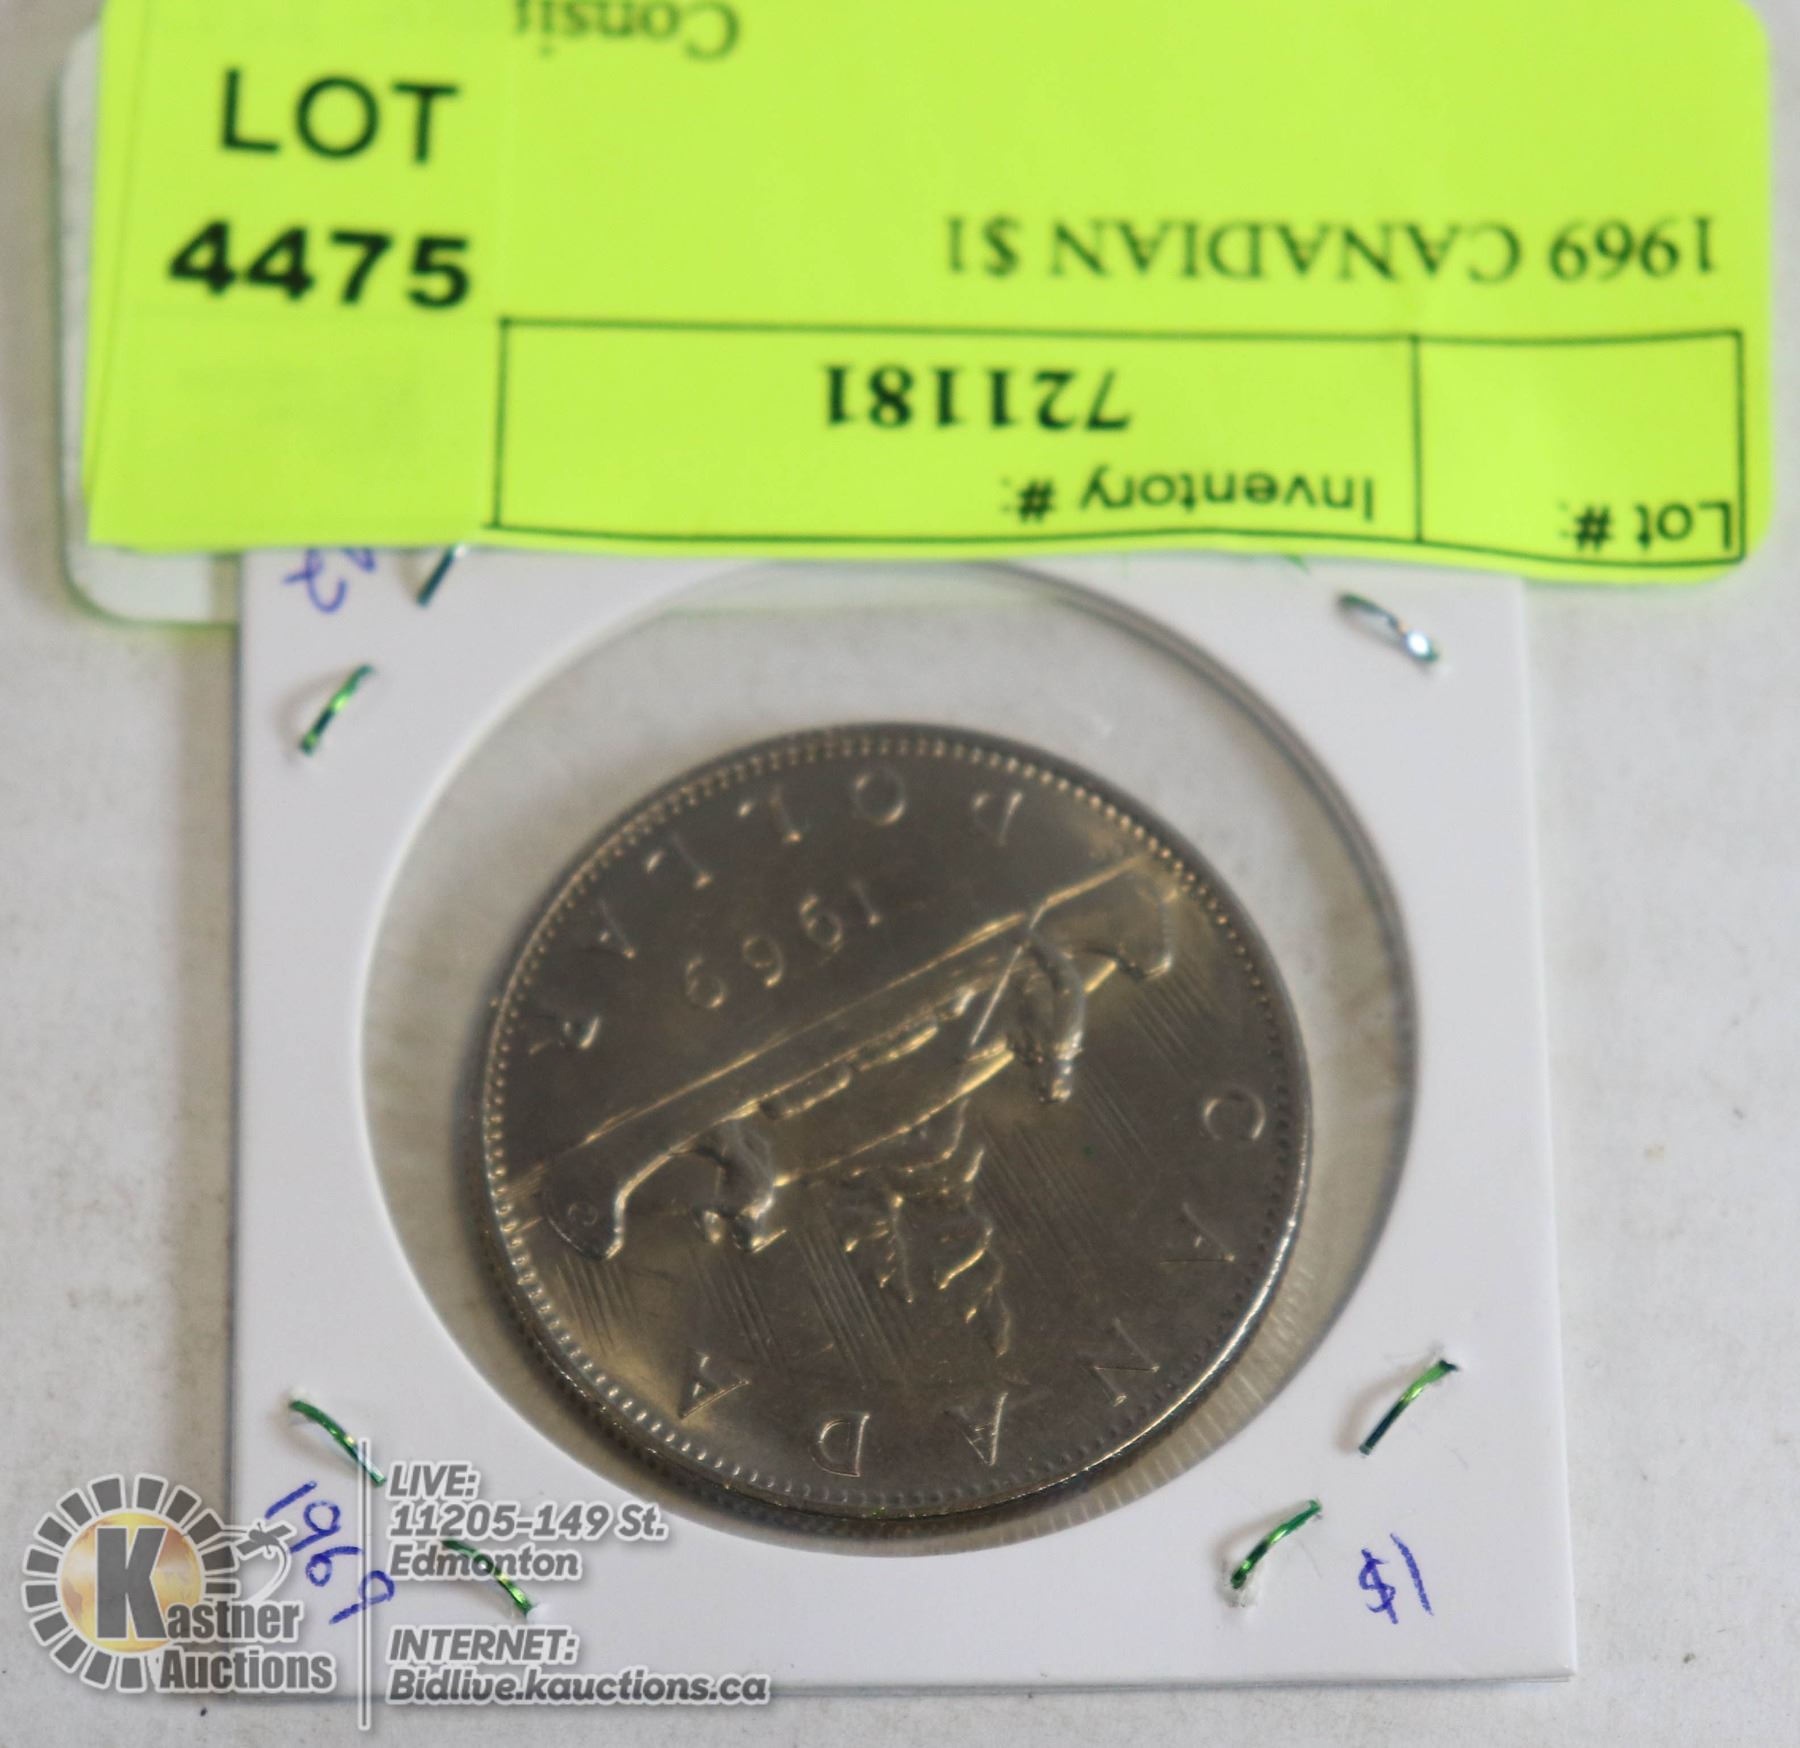 LOT
4475
Lot #:
Inventory #:
721181
1969 CANADIAN $1
CANADA
1969
DOLLAR
1969
$1
Kastner
Auctions
LIVE:
11205-149 St.
Edmonton
INTERNET:
Bidlive.kauctions.ca